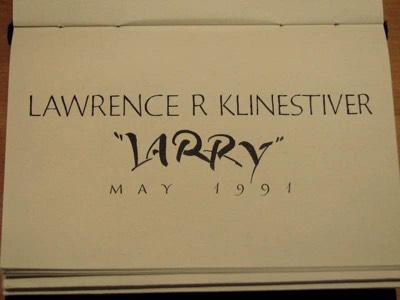 LAWRENCE R KLINESTIVER
"LARRY"
MAY 1991